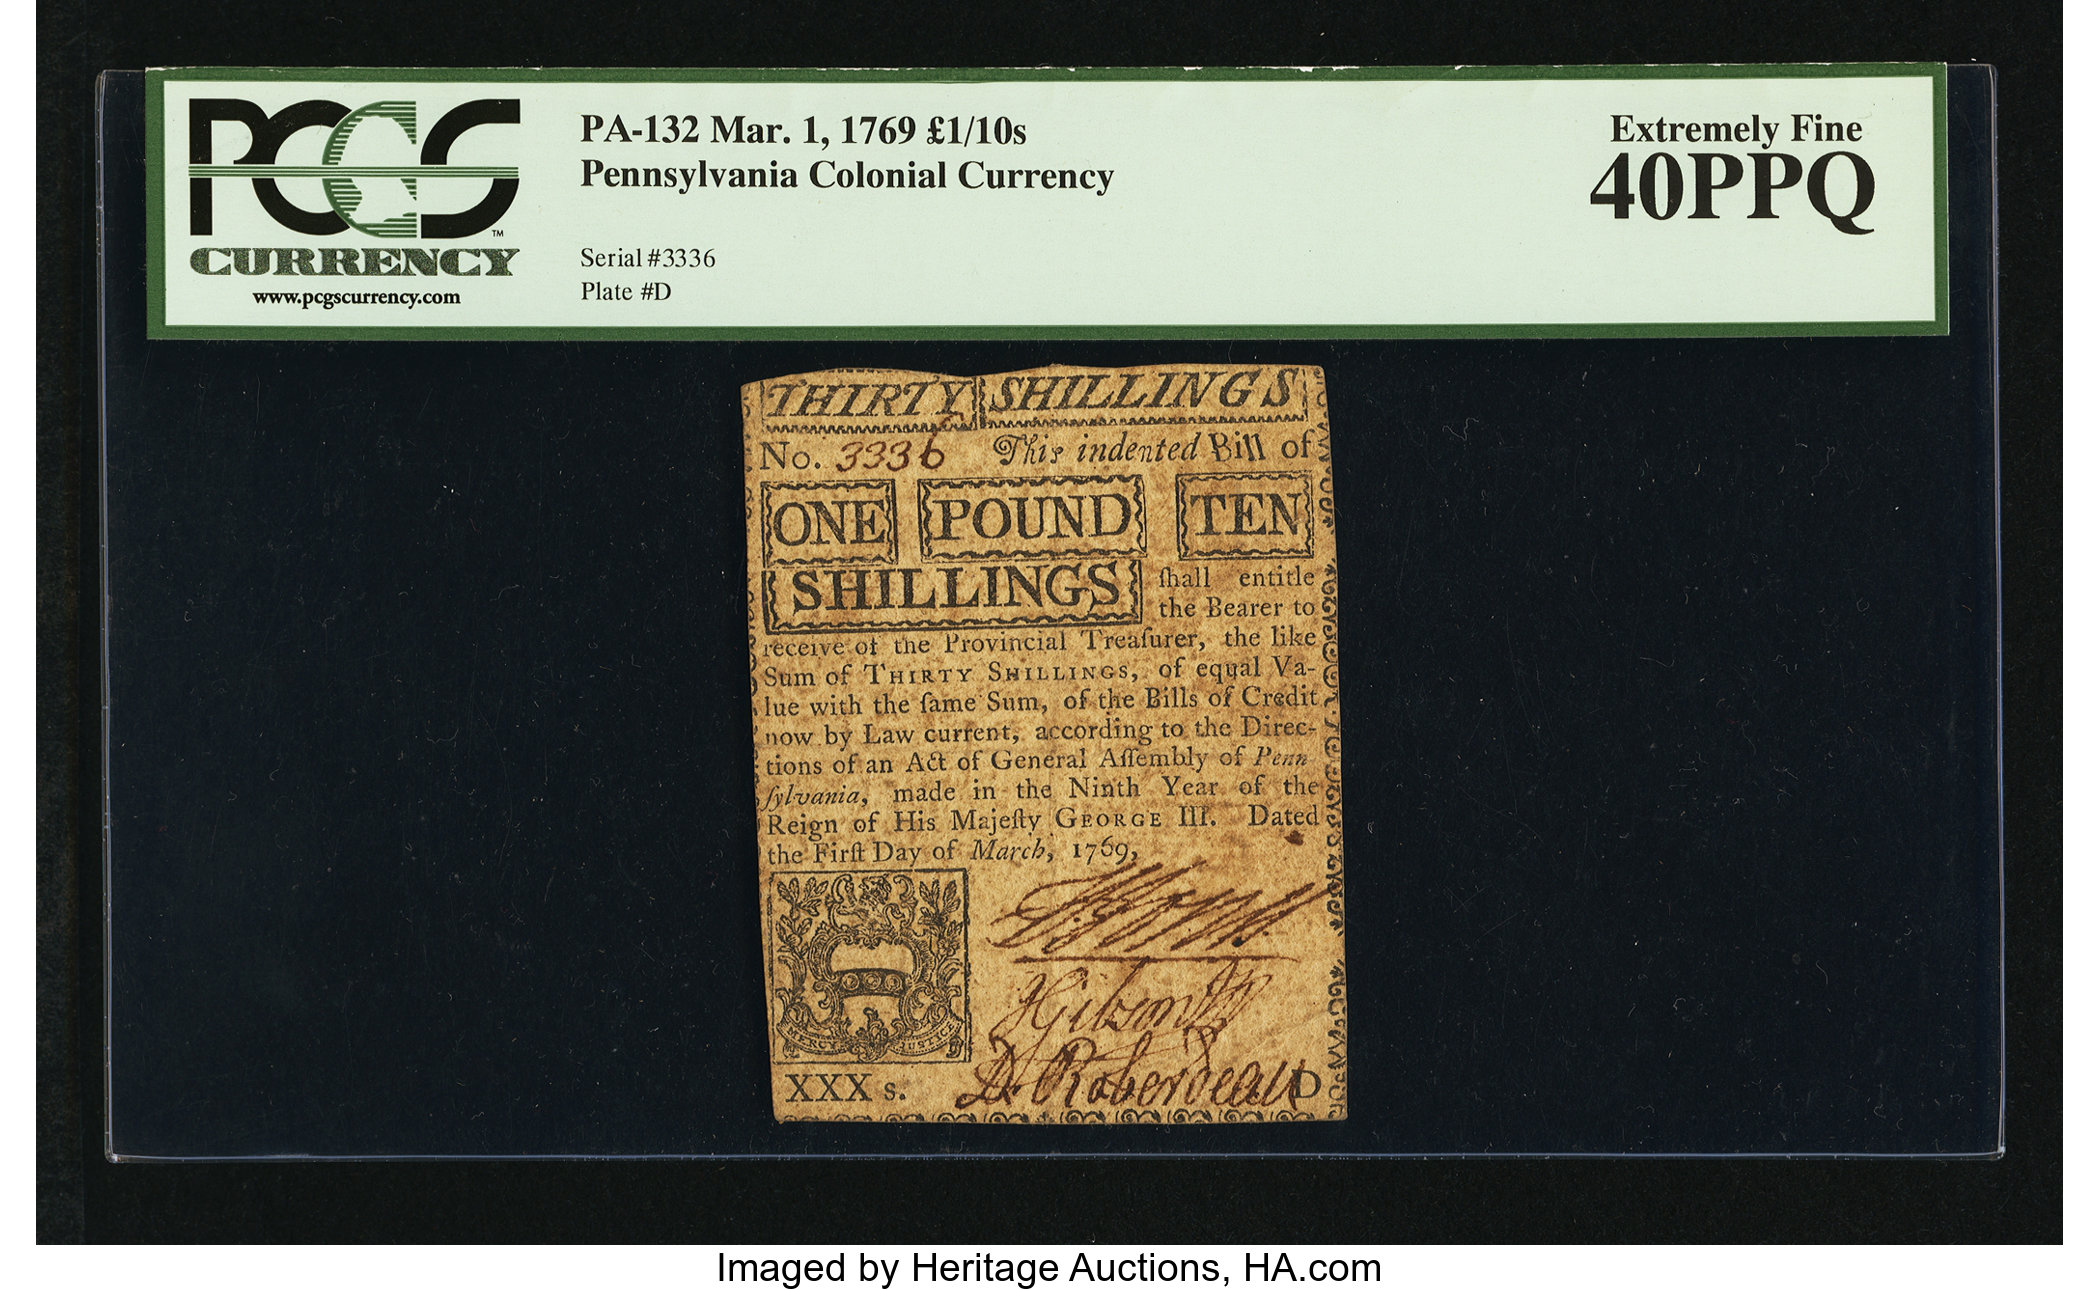 PCGS
CURRENCY
www.pcgscurrency.com
PA-132 Mar. 1, 1769 £1/10s
Pennsylvania Colonial Currency
Serial #3336
Plate #D
Extremely Fine
40PPQ
THIRTY SHILLINGS
No. 3336 This indented Bill of
ONE POUND TEN
SHILLINGS ſhall entitle
the Bearer to
receive of the Provincial Treaſurer, the like
Sum of THIRTY SHILLINGS, of equal Va-
lue with the ſame Sum, of the Bills of Credit
now by Law current, according to the Direc-
tions of an Act of General Aſſembly of Penn
ſylvania, made in the Ninth Year of the
Reign of His Majeſty GEORGE III. Dated
the Firſt Day of March, 1769,
MERCY JUSTICE
XXX s. D. Roberdeau D
Imaged by Heritage Auctions, HA.com